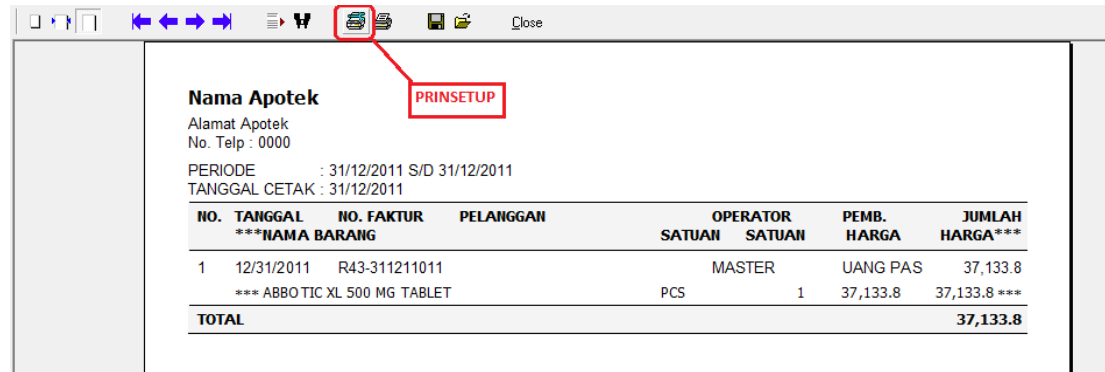 Close
PRINSETUP
Nama Apotek
Alamat Apotek
No. Telp : 0000
PERIODE : 31/12/2011 S/D 31/12/2011
TANGGAL CETAK : 31/12/2011
NO. TANGGAL NO. FAKTUR PELANGGAN OPERATOR PEMB. JUMLAH
***NAMA BARANG SATUAN SATUAN HARGA HARGA***
1 12/31/2011 R43-311211011 MASTER UANG PAS 37,133.8
*** ABBOTIC XL 500 MG TABLET PCS 1 37,133.8 37,133.8 ***
TOTAL 37,133.8